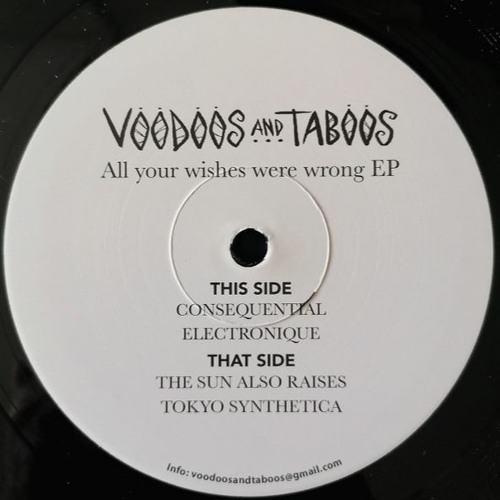 VOODOOS AND TABOOS
All your wishes were wrong EP
THIS SIDE
CONSEQUENTIAL
ELECTRONIQUE
THAT SIDE
THE SUN ALSO RAISES
TOKYO SYNTHETICA
Info: voodoosandtaboos@gmail.com